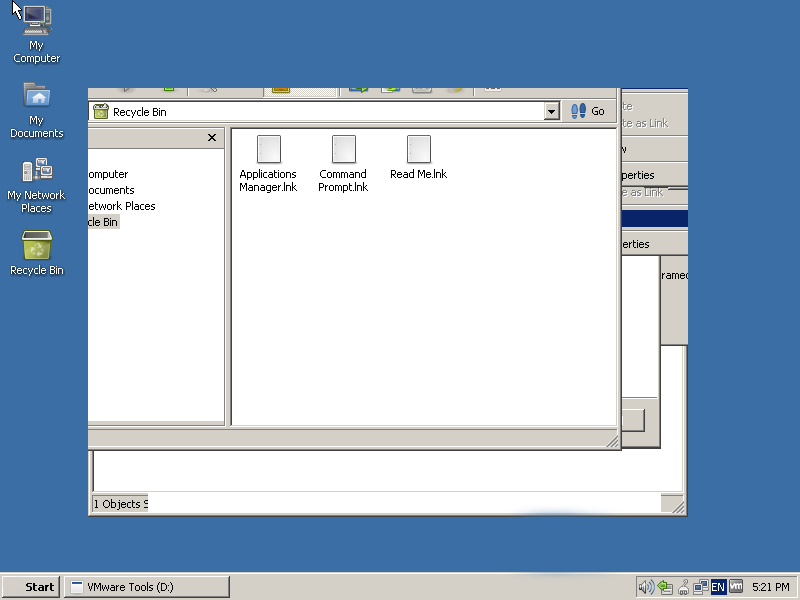 My
Computer
My
Documents
My Network
Places
Recycle Bin
Recycle Bin
Go
omputer
ocuments
etwork Places
cle Bin
Applications
Manager.lnk
Command
Prompt.lnk
Read Me.lnk
te
te as Link
w
perties
e as Link
erties
ramed
1 Objects S
Start
VMware Tools (D:)
EN
vm
5:21 PM